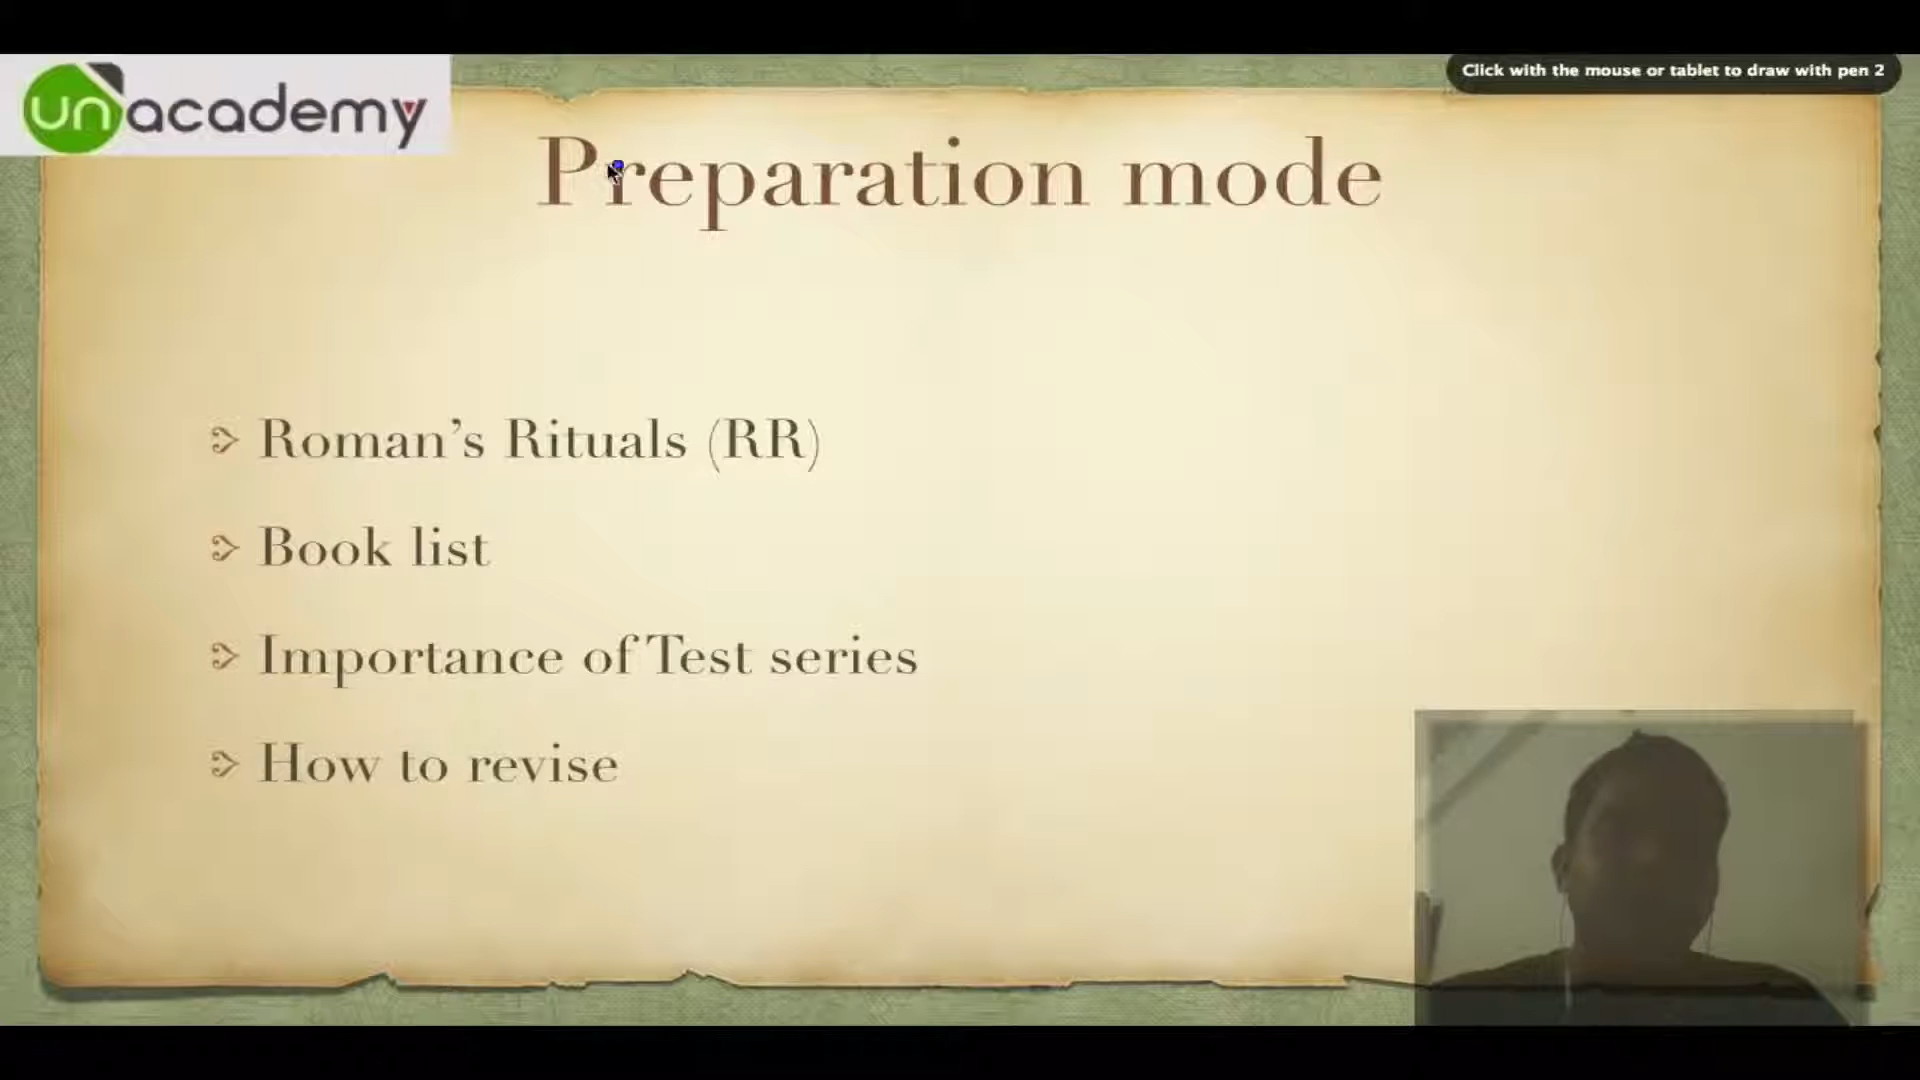 unacademy
Click with the mouse or tablet to draw with pen 2
Preparation mode
Roman’s Rituals (RR)
Book list
Importance of Test series
How to revise